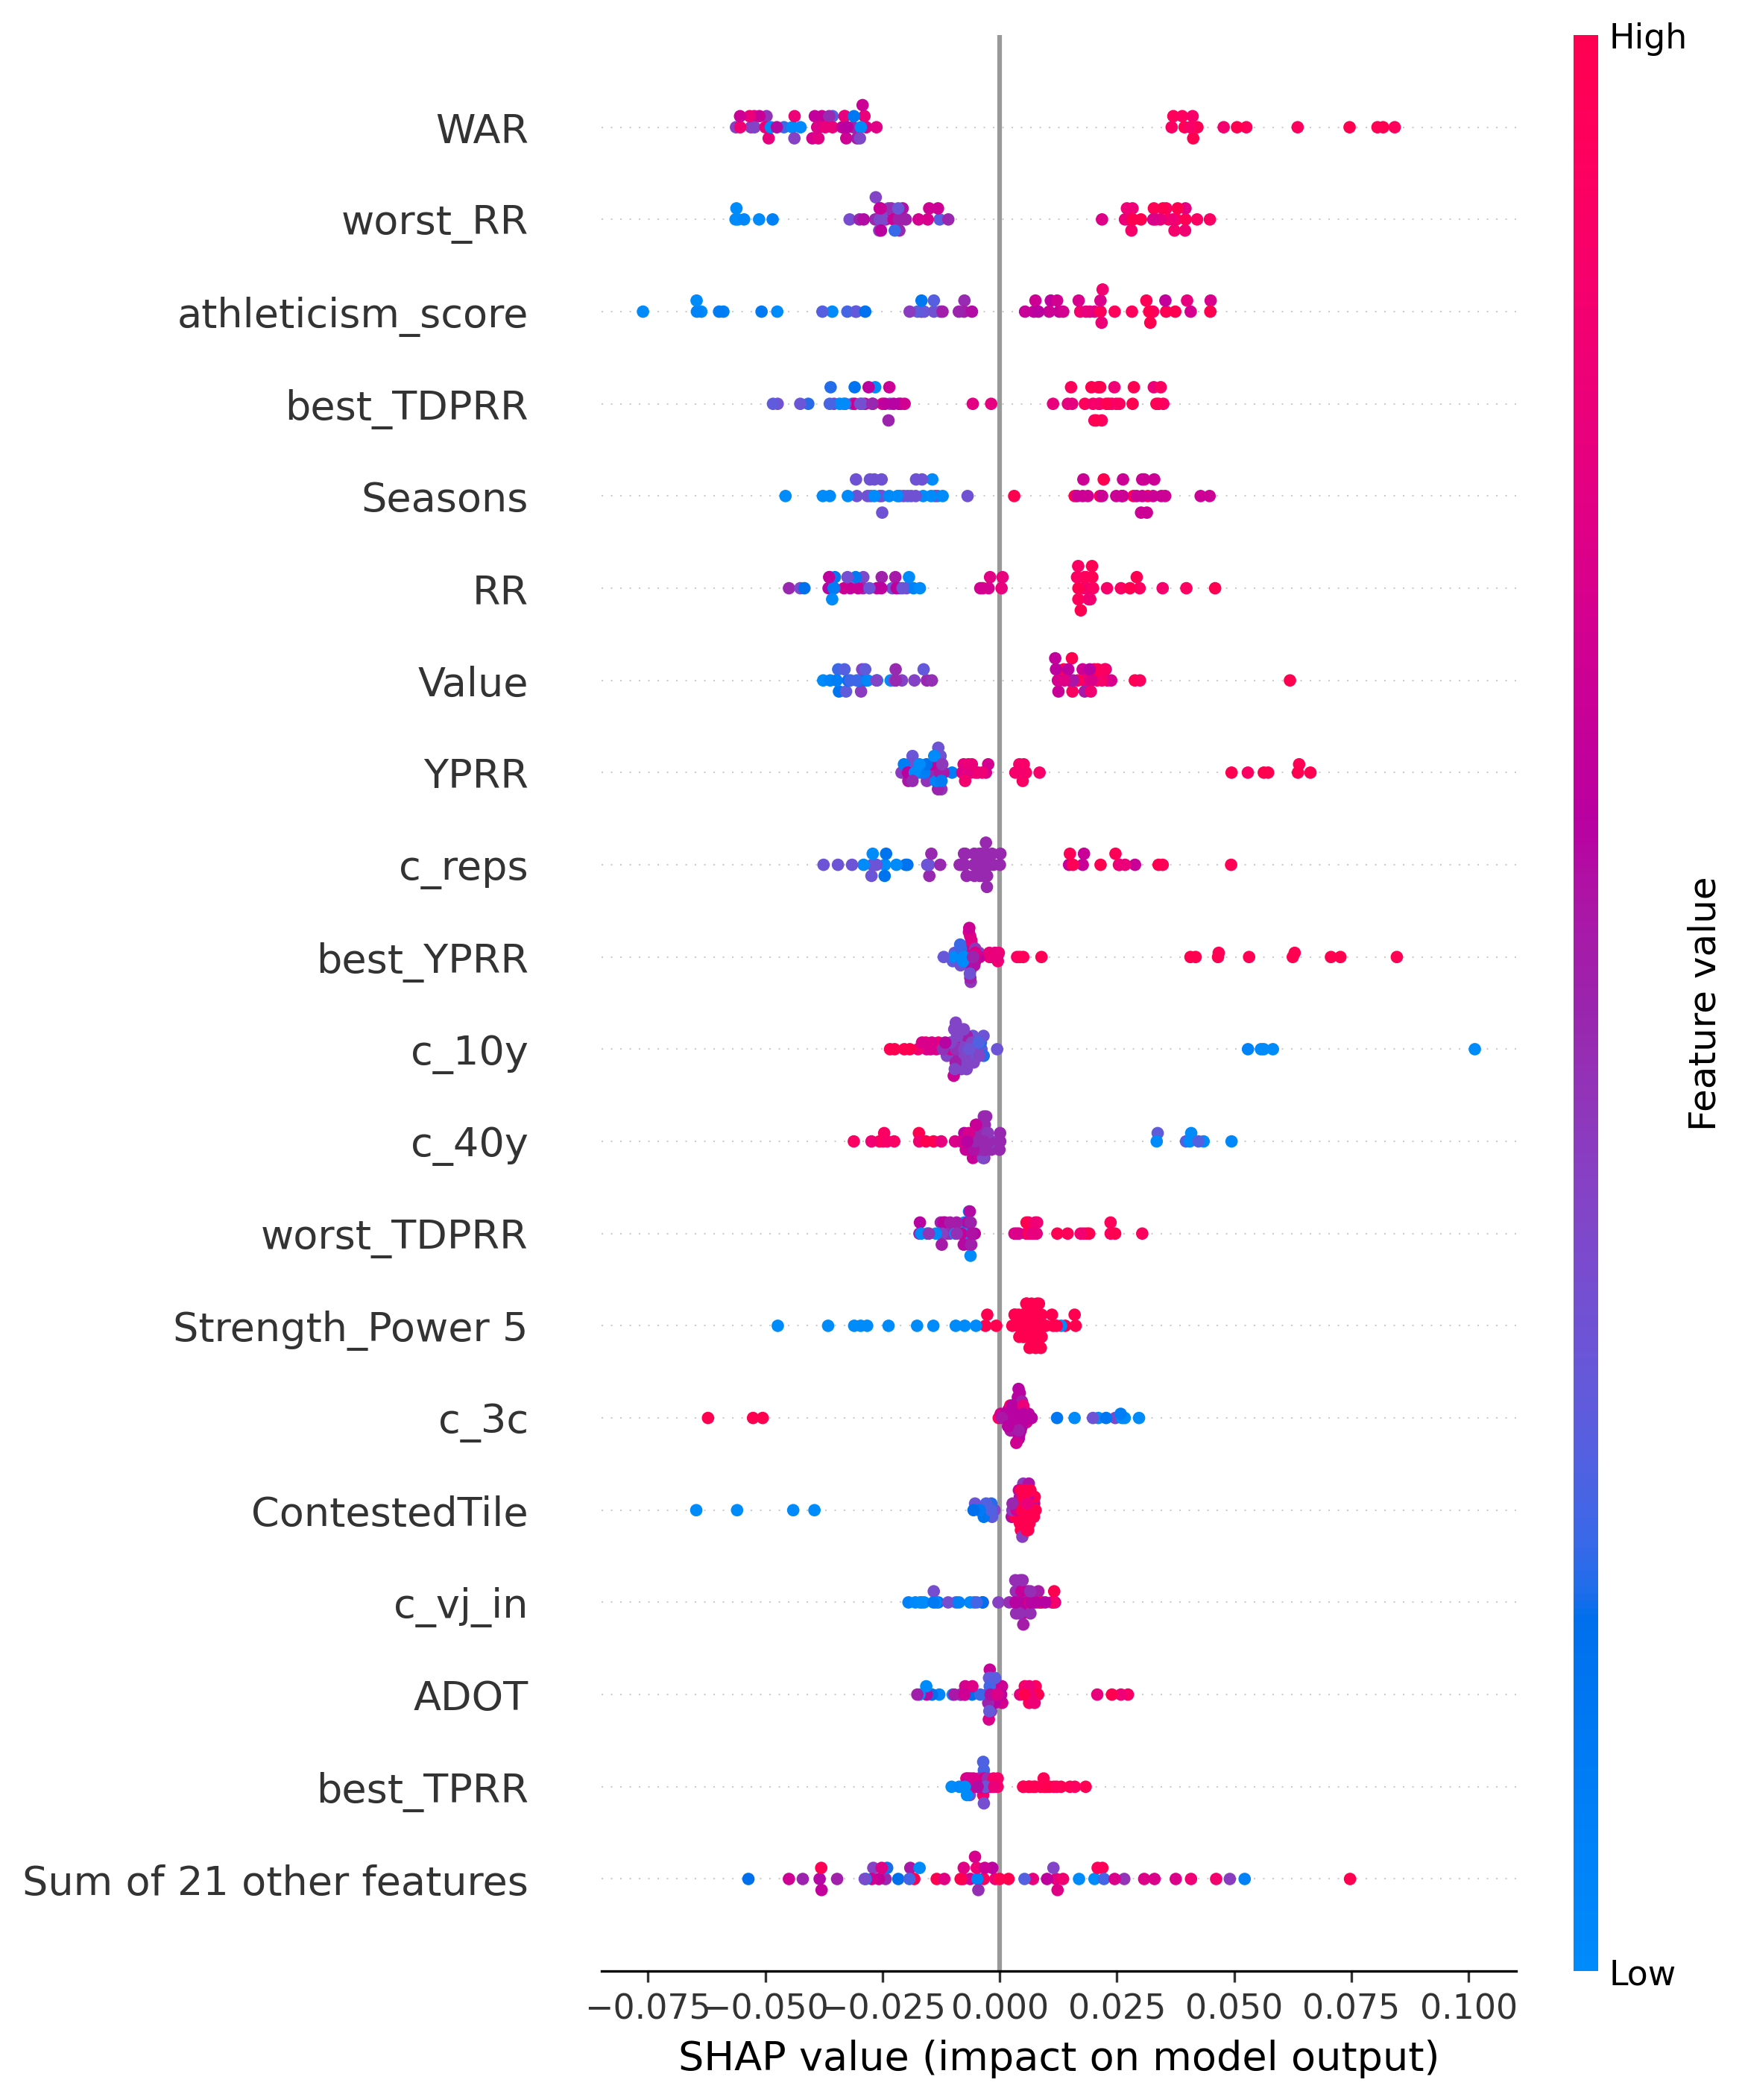 High
WAR
worst_RR
athleticism_score
best_TDPRR
Seasons
RR
Value
YPRR
c_reps
best_YPRR
c_10y
c_40y
worst_TDPRR
Strength_Power 5
c_3c
ContestedTile
c_vj_in
ADOT
best_TPRR
Sum of 21 other features
Feature value
Low
−0.075 −0.050 −0.025 0.000 0.025 0.050 0.075 0.100
SHAP value (impact on model output)